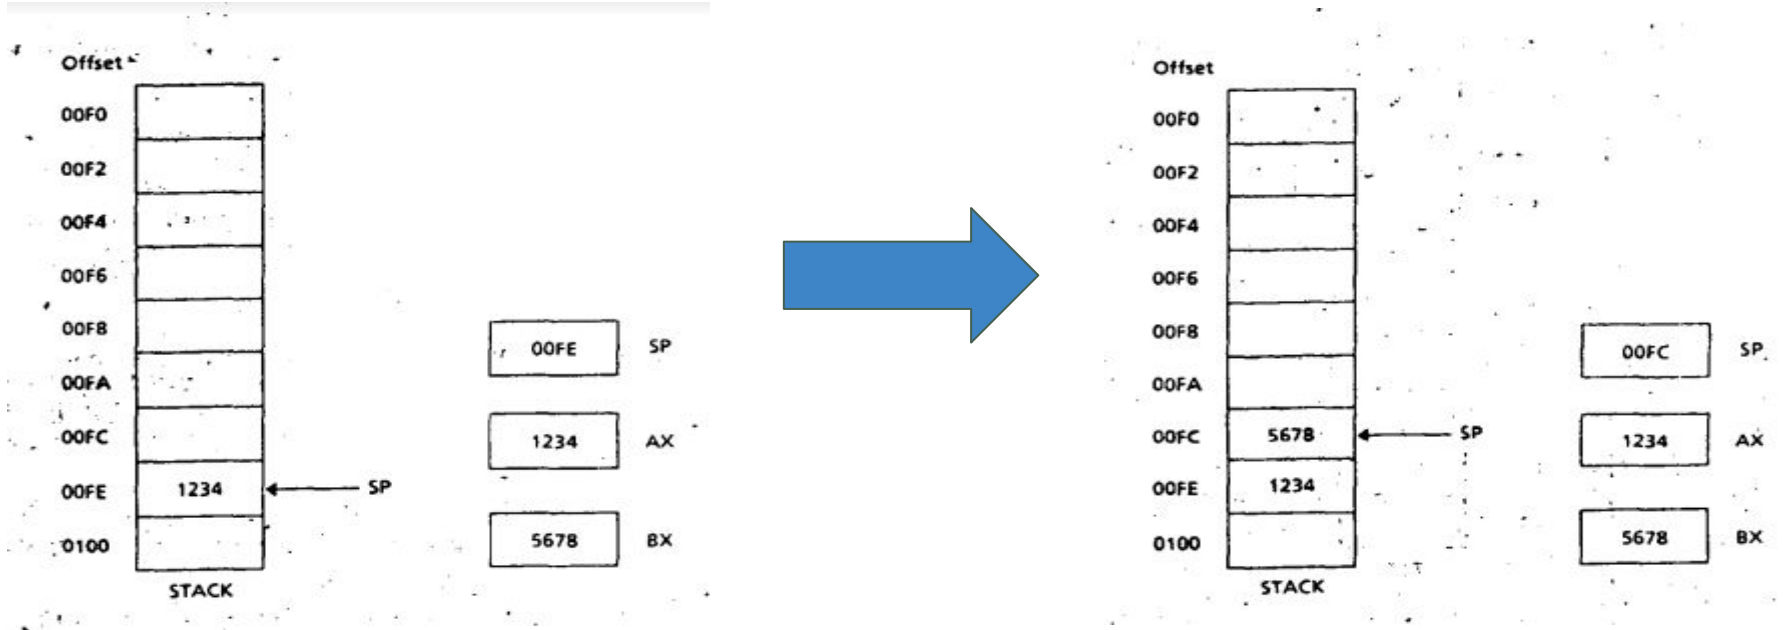 Offset
00F0
00F2
00F4
00F6
00F8
00FE SP
00FA
00FC
1234 AX
00FE 1234 SP
0100
5678 BX
STACK
Offset
00F0
00F2
00F4
00F6
00F8
00FC SP
00FA
00FC 5678 SP
1234 AX
00FE 1234
0100
5678 BX
STACK